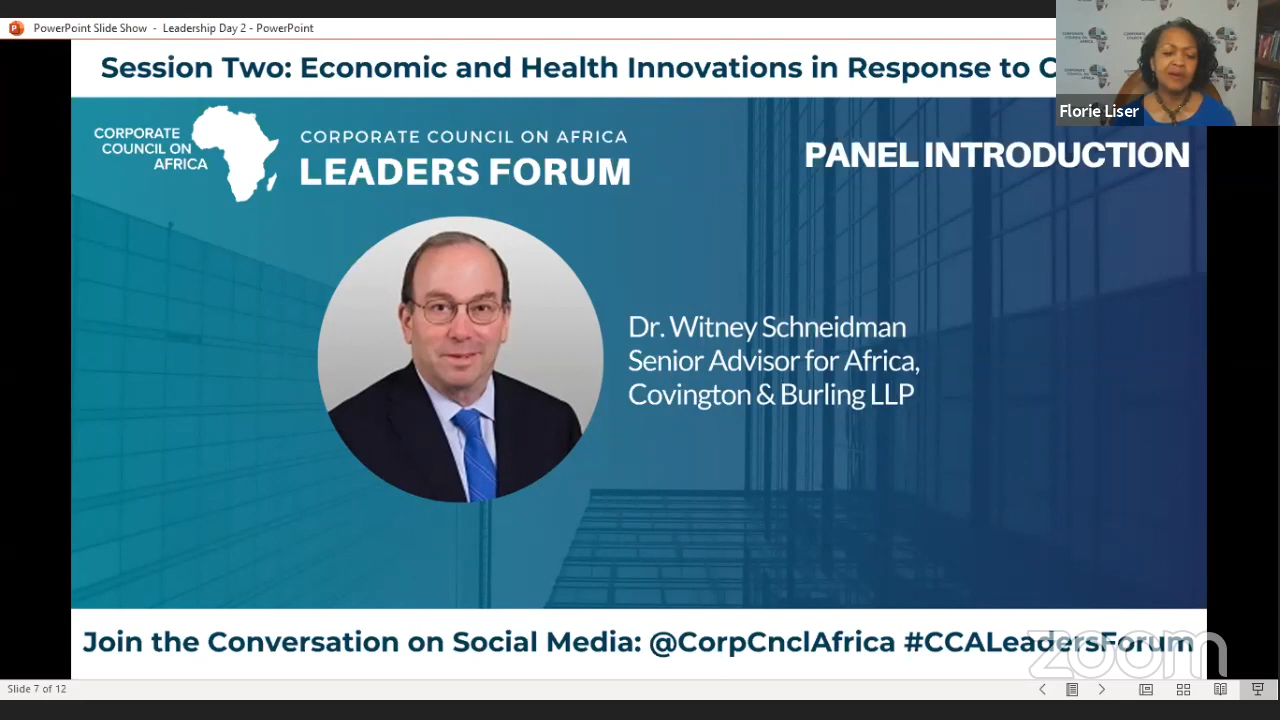 PowerPoint Slide Show - Leadership Day 2 - PowerPoint
Session Two: Economic and Health Innovations in Response to C
Florie Liser
CORPORATE
COUNCIL ON
AFRICA
CORPORATE COUNCIL ON AFRICA
LEADERS FORUM
PANEL INTRODUCTION
Dr. Witney Schneidman
Senior Advisor for Africa,
Covington & Burling LLP
Join the Conversation on Social Media: @CorpCnclAfrica #CCALeadersForum
zoom
Slide 7 of 12